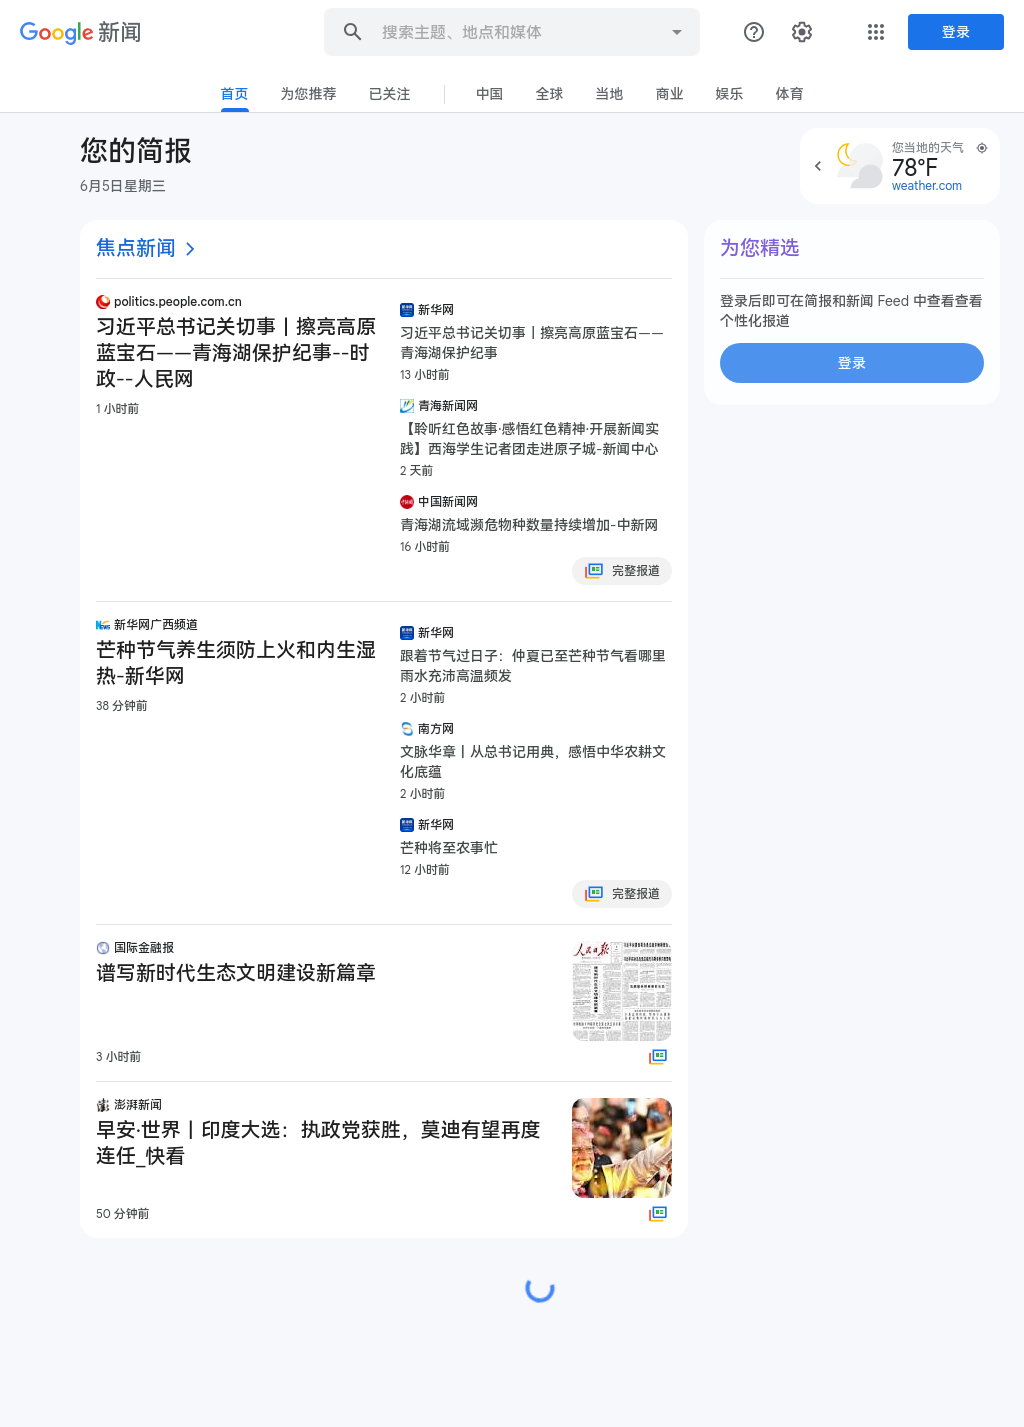 Google 新闻
搜索主题、地点和媒体
登录
首页
为您推荐
已关注
中国
全球
当地
商业
娱乐
体育
您的简报
6月5日星期三
您当地的天气
78°F
weather.com
焦点新闻
politics.people.com.cn
习近平总书记关切事丨擦亮高原
蓝宝石——青海湖保护纪事--时
政--人民网
1 小时前
新华网
习近平总书记关切事丨擦亮高原蓝宝石——
青海湖保护纪事
13 小时前
青海新闻网
【聆听红色故事·感悟红色精神·开展新闻实
践】西海学生记者团走进原子城-新闻中心
2 天前
中国新闻网
青海湖流域濒危物种数量持续增加-中新网
16 小时前
完整报道
新华网广西频道
芒种节气养生须防上火和内生湿
热-新华网
38 分钟前
新华网
跟着节气过日子：仲夏已至芒种节气看哪里
雨水充沛高温频发
2 小时前
南方网
文脉华章丨从总书记用典，感悟中华农耕文
化底蕴
2 小时前
新华网
芒种将至农事忙
12 小时前
完整报道
国际金融报
谱写新时代生态文明建设新篇章
3 小时前
人民日报
澎湃新闻
早安·世界丨印度大选：执政党获胜，莫迪有望再度
连任_快看
50 分钟前
为您精选
登录后即可在简报和新闻 Feed 中查看查看
个性化报道
登录